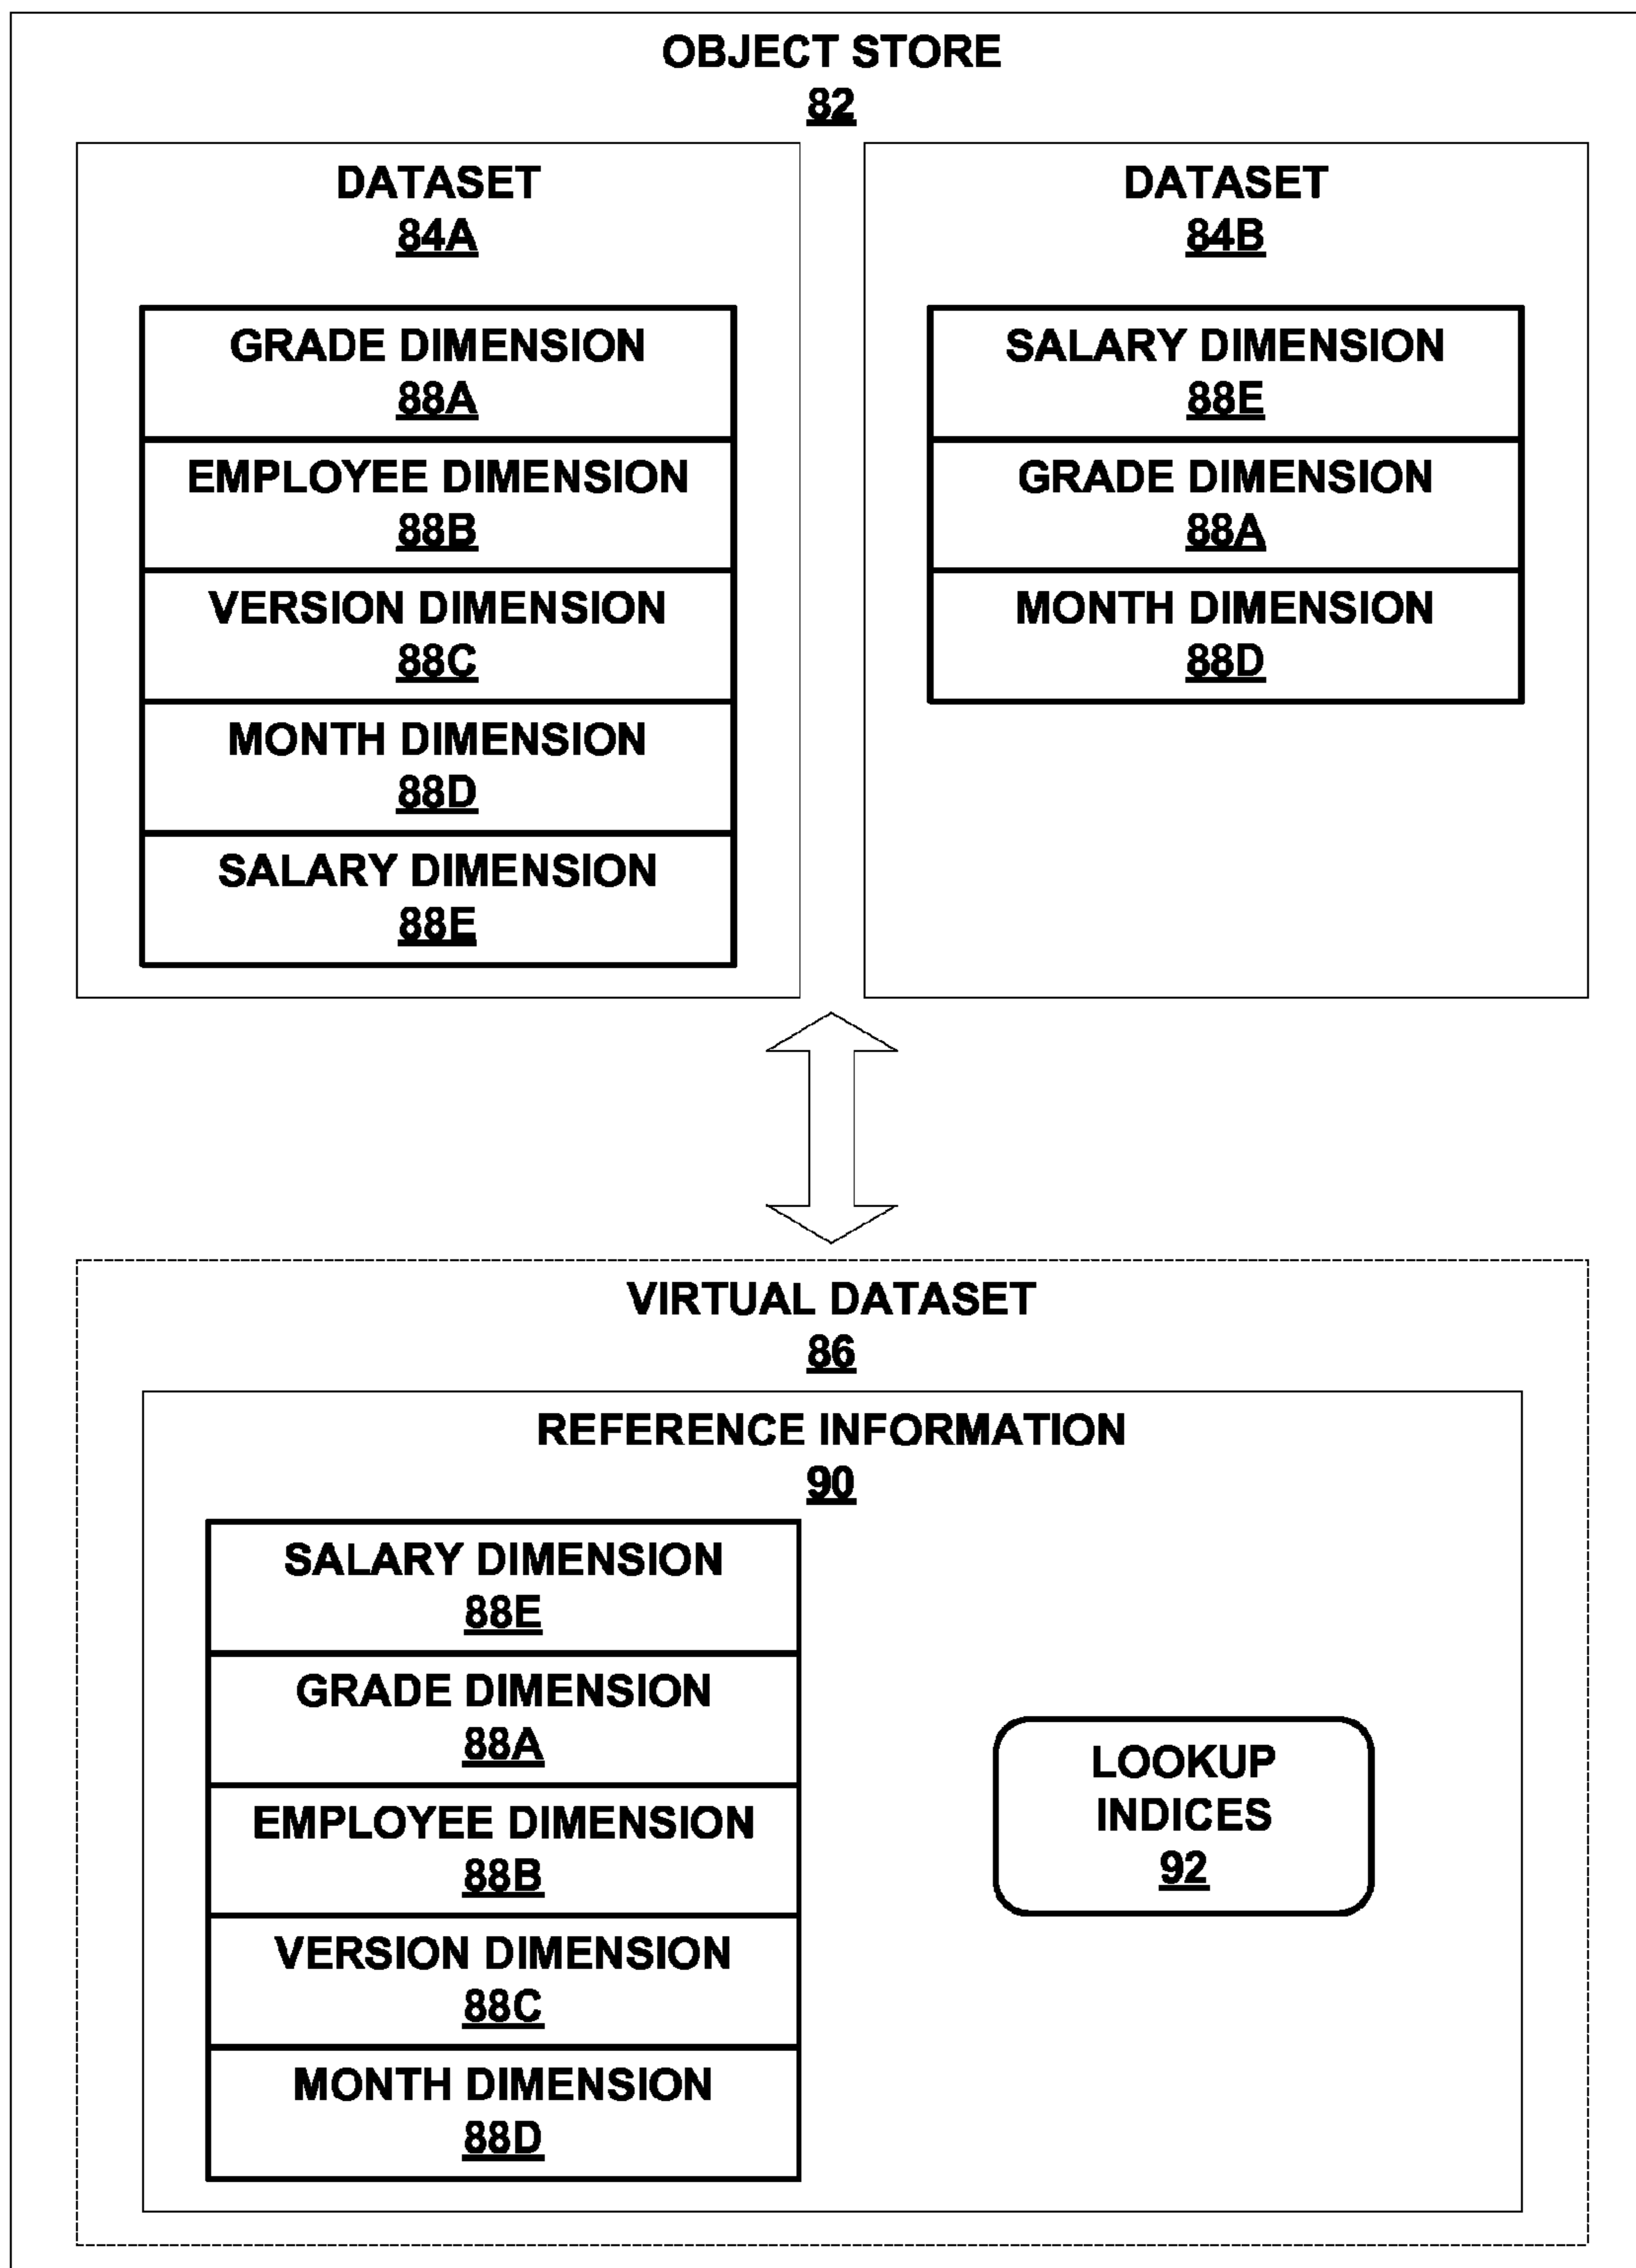 OBJECT STORE
82
DATASET
84A
GRADE DIMENSION
88A
EMPLOYEE DIMENSION
88B
VERSION DIMENSION
88C
MONTH DIMENSION
88D
SALARY DIMENSION
88E
DATASET
84B
SALARY DIMENSION
88E
GRADE DIMENSION
88A
MONTH DIMENSION
88D
VIRTUAL DATASET
86
REFERENCE INFORMATION
90
SALARY DIMENSION
88E
GRADE DIMENSION
88A
EMPLOYEE DIMENSION
88B
VERSION DIMENSION
88C
MONTH DIMENSION
88D
LOOKUP
INDICES
92